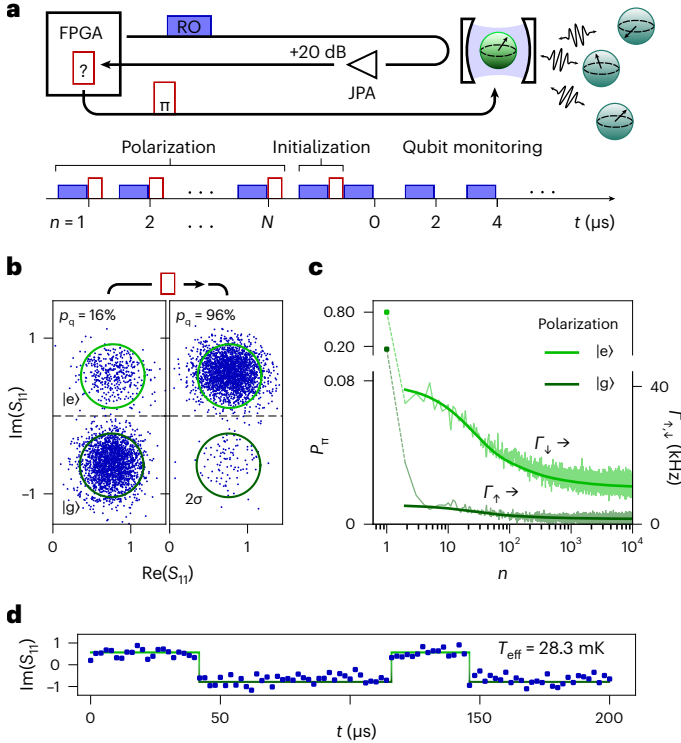 a
FPGA
RO
?
+20 dB
JPA
π
Polarization
Initialization
Qubit monitoring
. . .
. . .
n = 1
2
. . .
N
0
2
4
t (μs)
b
p_q = 16%
p_q = 96%
1
|e⟩
Im(S₁₁)
–1
|g⟩
2σ
0
1
0
1
Re(S₁₁)
c
0.80
Polarization
|e⟩
0.20
|g⟩
0.08
40
P_π
Γ↓ →
Γ↑,↓ (kHz)
Γ↑ →
0
0
1
10
10²
10³
10⁴
n
d
1
T_eff = 28.3 mK
Im(S₁₁)
0
–1
0
50
150
200
t (μs)